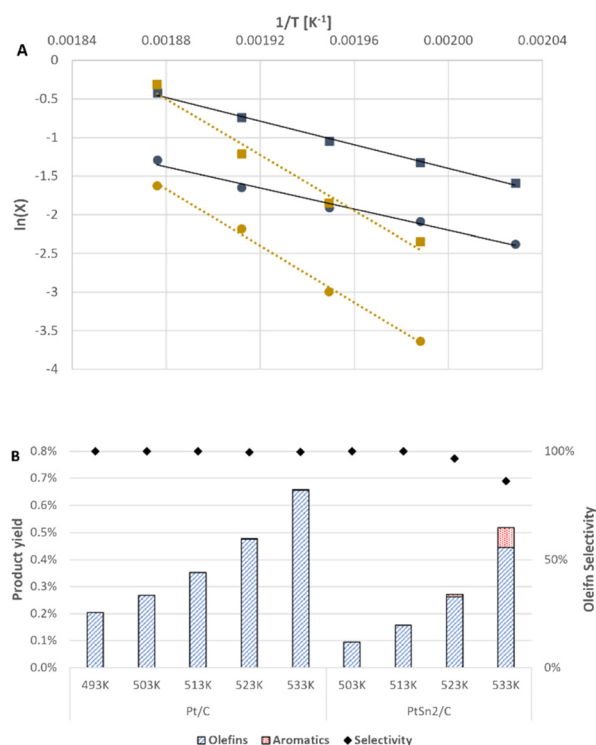 1/T [K⁻¹]
0.00184 0.00188 0.00192 0.00196 0.00200 0.00204
A
0
-0.5
-1
-1.5
-2
-2.5
-3
-3.5
-4
ln(X)
B
0.8%
0.7%
0.6%
0.5%
0.4%
0.3%
0.2%
0.1%
0.0%
Product yield
100%
50%
0%
Oleifn Selectivity
493K 503K 513K 523K 533K 503K 513K 523K 533K
Pt/C PtSn2/C
Olefins Aromatics Selectivity